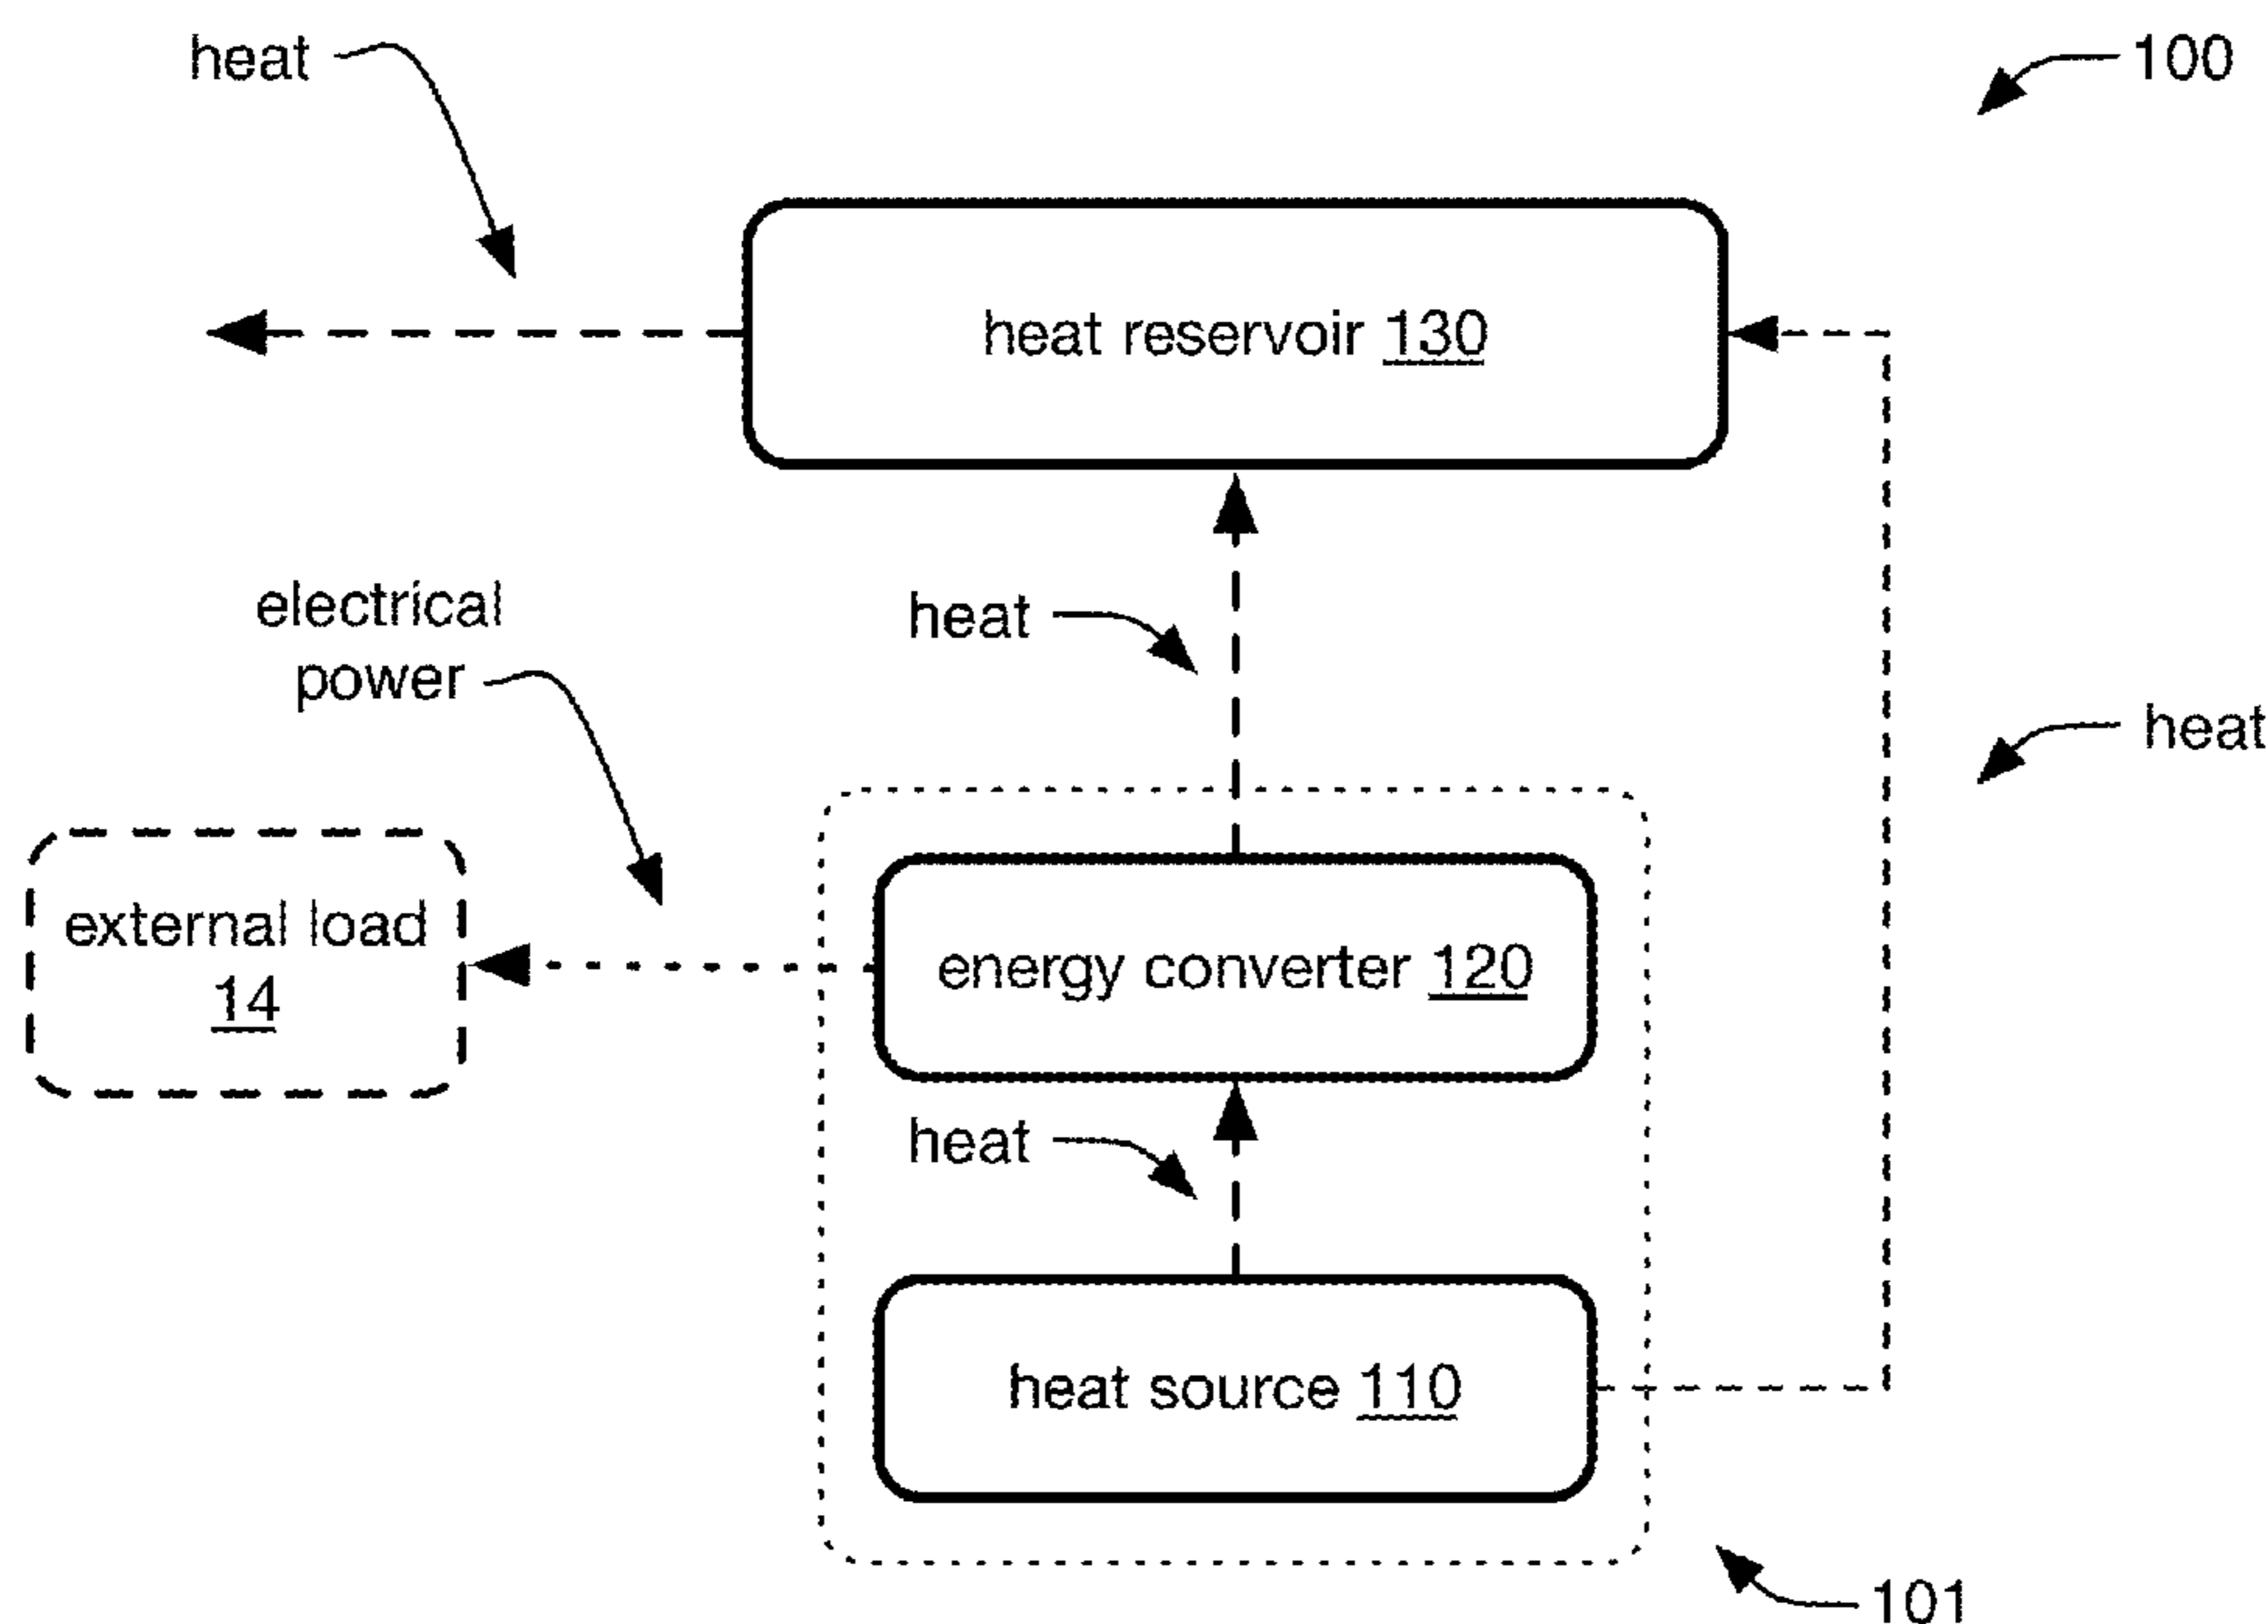 heat
100
heat reservoir 130
electrical
power
heat
heat
external load
14
energy converter 120
heat
heat source 110
101